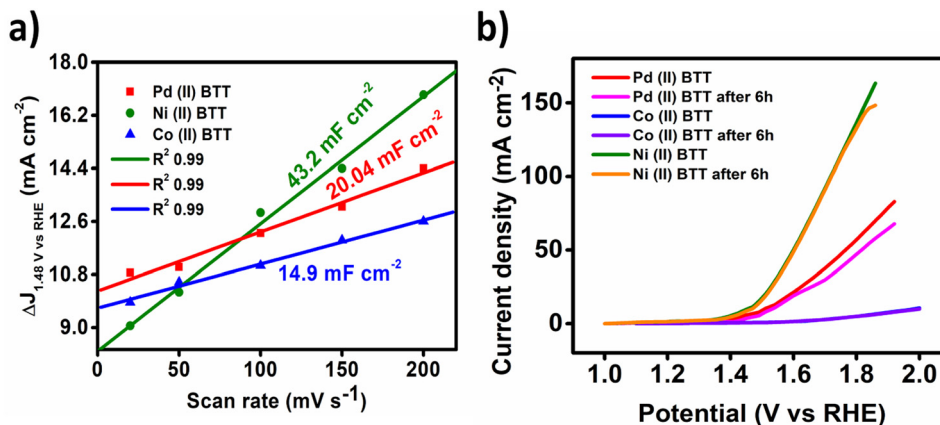 a)
18.0
16.2
14.4
12.6
10.8
9.0
ΔJ1.48 V vs RHE (mA cm-2)
Pd (II) BTT
Ni (II) BTT
Co (II) BTT
R2 0.99
R2 0.99
R2 0.99
43.2 mF cm-2
20.04 mF cm-2
14.9 mF cm-2
0 50 100 150 200
Scan rate (mV s-1)
b)
150
100
50
0
Current density (mA cm-2)
Pd (II) BTT
Pd (II) BTT after 6h
Co (II) BTT
Co (II) BTT after 6h
Ni (II) BTT
Ni (II) BTT after 6h
1.0 1.2 1.4 1.6 1.8 2.0
Potential (V vs RHE)